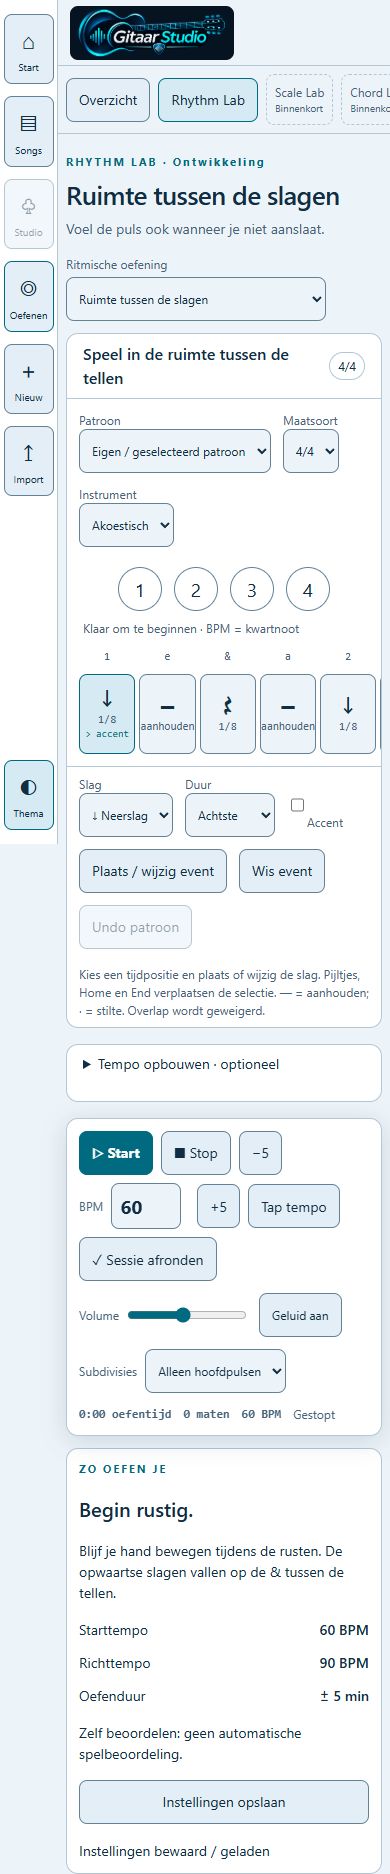 Gitaar Studio
Start
Songs
Studio
Oefenen
Nieuw
Import
Thema
Overzicht
Rhythm Lab
Scale Lab
Binnenkort
Chord L
Binnenko
RHYTHM LAB · Ontwikkeling
Ruimte tussen de slagen
Voel de puls ook wanneer je niet aanslaat.
Ritmische oefening
Ruimte tussen de slagen
Speel in de ruimte tussen de
tellen
4/4
Patroon
Maatsoort
Eigen / geselecteerd patroon
4/4
Instrument
Akoestisch
1 2 3 4
Klaar om te beginnen · BPM = kwartnoot
1 e & a 2
↓ — 𝄽 — ↓
1/8 aanhouden 1/8 aanhouden 1/8
> accent
Slag
Duur
↓ Neerslag
Achtste
Accent
Plaats / wijzig event
Wis event
Undo patroon
Kies een tijdpositie en plaats of wijzig de slag. Pijltjes,
Home en End verplaatsen de selectie. — = aanhouden;
· = stilte. Overlap wordt geweigerd.
▶ Tempo opbouwen · optioneel
▷ Start
■ Stop
−5
BPM
60
+5
Tap tempo
✓ Sessie afronden
Volume
Geluid aan
Subdivisies
Alleen hoofdpulsen
0:00 oefentijd 0 maten 60 BPM Gestopt
ZO OEFEN JE
Begin rustig.
Blijf je hand bewegen tijdens de rusten. De
opwaartse slagen vallen op de & tussen de
tellen.
Starttempo 60 BPM
Richttempo 90 BPM
Oefenduur ± 5 min
Zelf beoordelen: geen automatische
spelbeoordeling.
Instellingen opslaan
Instellingen bewaard / geladen